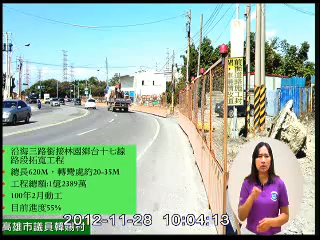 ● 沿海三路銜接林園鄉台十七線
路段拓寬工程
● 總長620M，轉彎處約20-35M
● 工程總額:1億2389萬
● 100年2月動工
● 目前進度55%
2012-11-28 10:04:13
高雄市議員韓賜村